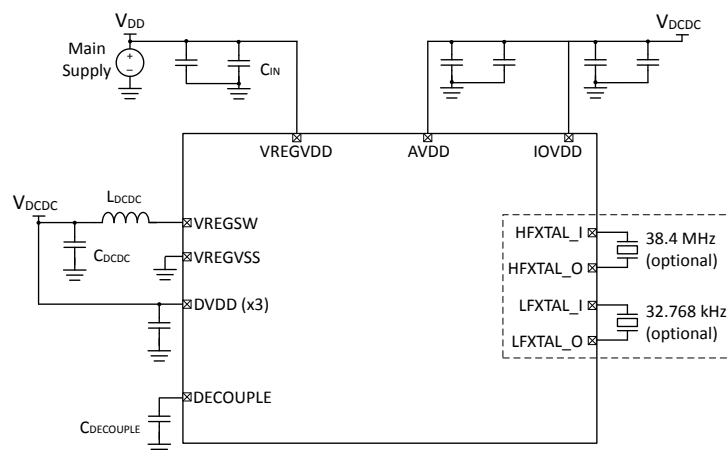 VDD
VDCDC
Main
Supply
+
–
CIN
VREGVDD
AVDD
IOVDD
VDCDC
LDCDC
VREGSW
CDCDC
VREGVSS
DVDD (x3)
DECOUPLE
CDECOUPLE
HFXTAL_I
38.4 MHz
(optional)
HFXTAL_O
LFXTAL_I
32.768 kHz
(optional)
LFXTAL_O